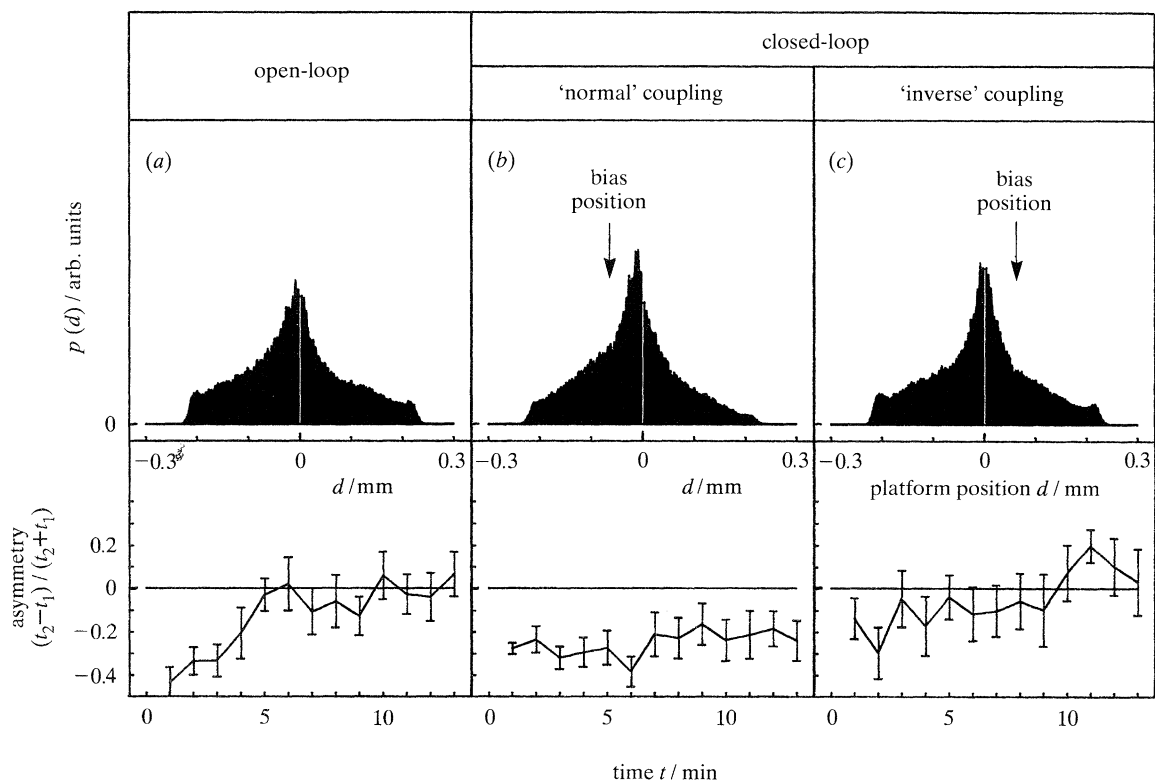 open-loop
closed-loop
'normal' coupling
'inverse' coupling
(a)
(b)
(c)
bias
position
bias
position
p(d) / arb. units
0
−0.3
0
0.3
−0.3
0
0.3
−0.3
0
0.3
d / mm
d / mm
platform position d / mm
asymmetry
(t₂−t₁) / (t₂+t₁)
0.2
0
−0.2
−0.4
0
5
10
0
5
10
0
5
10
time t / min